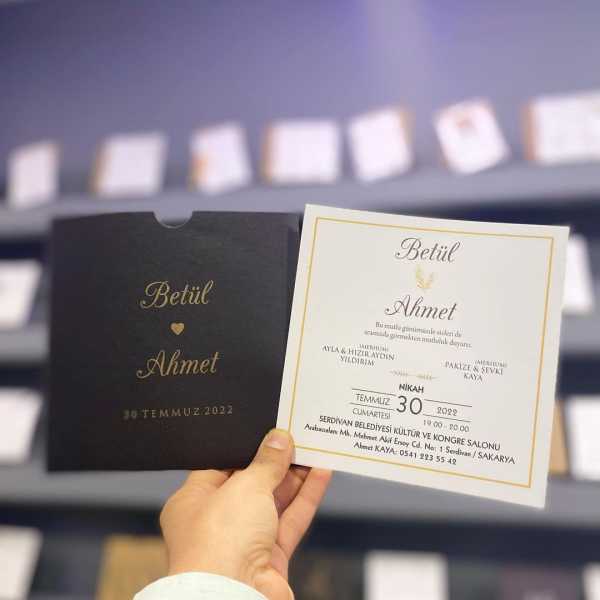 Betül
Ahmet
30 TEMMUZ 2022
Betül
Ahmet
Bu mutlu günümüzde sizleri de
aramızda görmekten mutluluk duyarız.
(MERHUM)
AYLA & HIZIR AYDIN
YILDIRIM
(MERHUM)
PAKİZE & ŞEVKİ
KAYA
NİKAH
TEMMUZ 30 2022
CUMARTESİ 19:00 - 20:00
SERDİVAN BELEDİYESİ KÜLTÜR VE KONGRE SALONU
Arabacıalanı Mh. Mehmet Akif Ersoy Cd. No: 1 Serdivan / SAKARYA
Ahmet KAYA: 0541 223 55 42